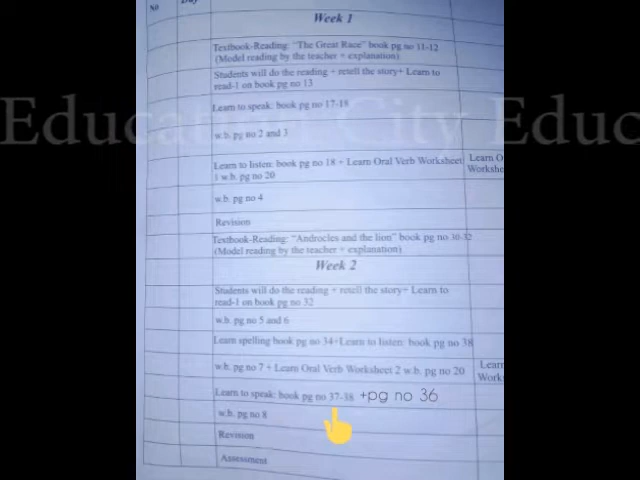 No
Day
Week 1
Textbook-Reading: "The Great Race" book pg no 11-12
(Model reading by the teacher + explanation)
Students will do the reading + retell the story+ Learn to
read-1 on book pg no 13
Learn to speak: book pg no 17-18
Education City Educ
w.b. pg no 2 and 3
Learn to listen: book pg no 18 + Learn Oral Verb Worksheet
1 w.b. pg no 20
Learn O
Workshe
w.b. pg no 4
Revision
Textbook-Reading: "Androcles and the lion" book pg no 30-32
(Model reading by the teacher + explanation)
Week 2
Students will do the reading + retell the story+ Learn to
read-1 on book pg no 32
w.b. pg no 5 and 6
Learn spelling book pg no 34+Learn to listen: book pg no 38
w.b. pg no 7 + Learn Oral Verb Worksheet 2 w.b. pg no 20
Learn
Works
Learn to speak: book pg no 37-38 +pg no 36
w.b. pg no 8
Revision
Assessment